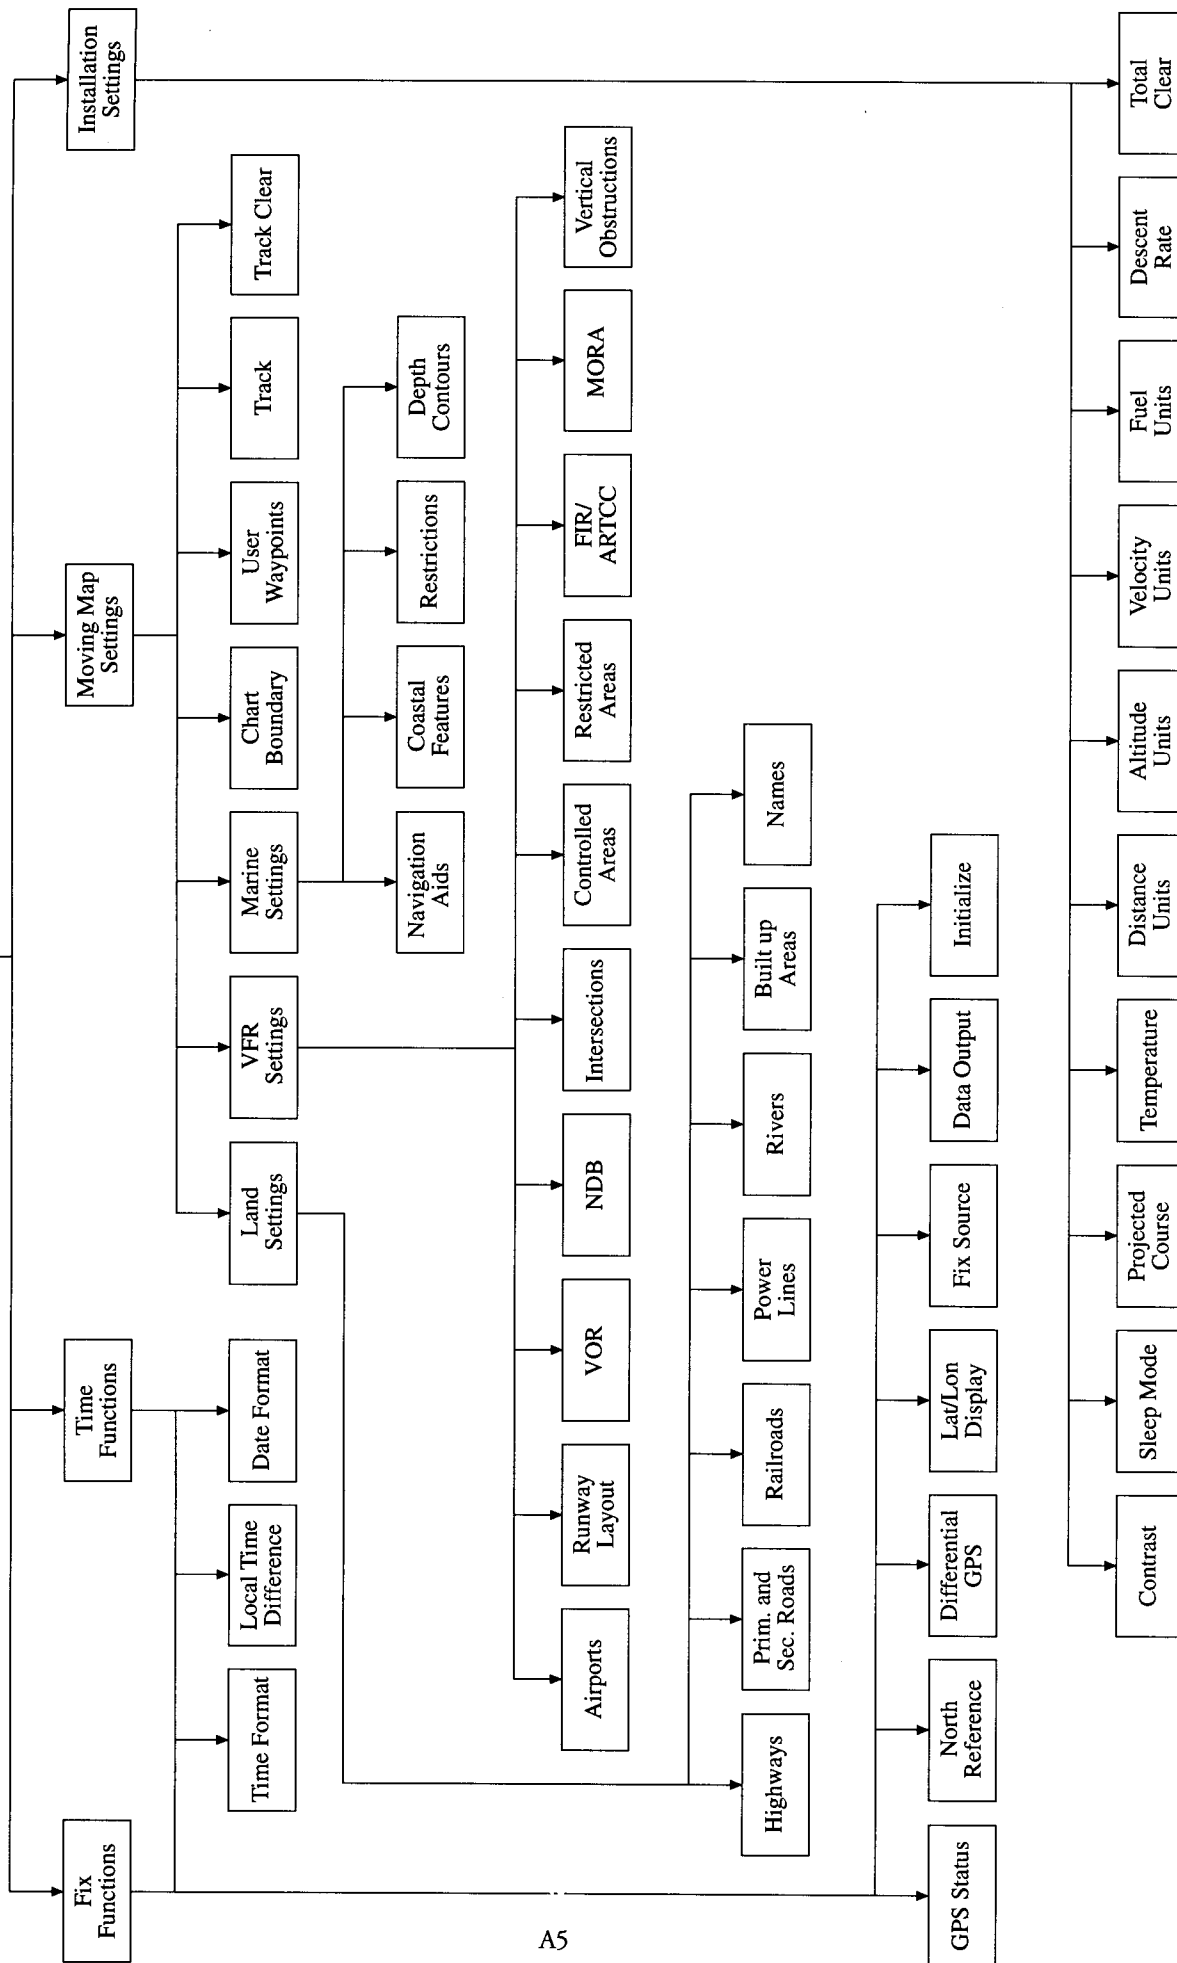 Fix
Functions
Time
Functions
Moving Map
Settings
Installation
Settings
Time Format
Local Time
Difference
Date Format
Land
Settings
VFR
Settings
Marine
Settings
Chart
Boundary
User
Waypoints
Track
Track Clear
Navigation
Aids
Coastal
Features
Restrictions
Depth
Contours
Airports
Runway
Layout
VOR
NDB
Intersections
Controlled
Areas
Restricted
Areas
FIR/
ARTCC
MORA
Vertical
Obstructions
Highways
Prim. and
Sec. Roads
Railroads
Power
Lines
Rivers
Built up
Areas
Names
GPS Status
North
Reference
Differential
GPS
Lat/Lon
Display
Fix Source
Data Output
Initialize
Contrast
Sleep Mode
Projected
Course
Temperature
Distance
Units
Altitude
Units
Velocity
Units
Fuel
Units
Descent
Rate
Total
Clear
A5